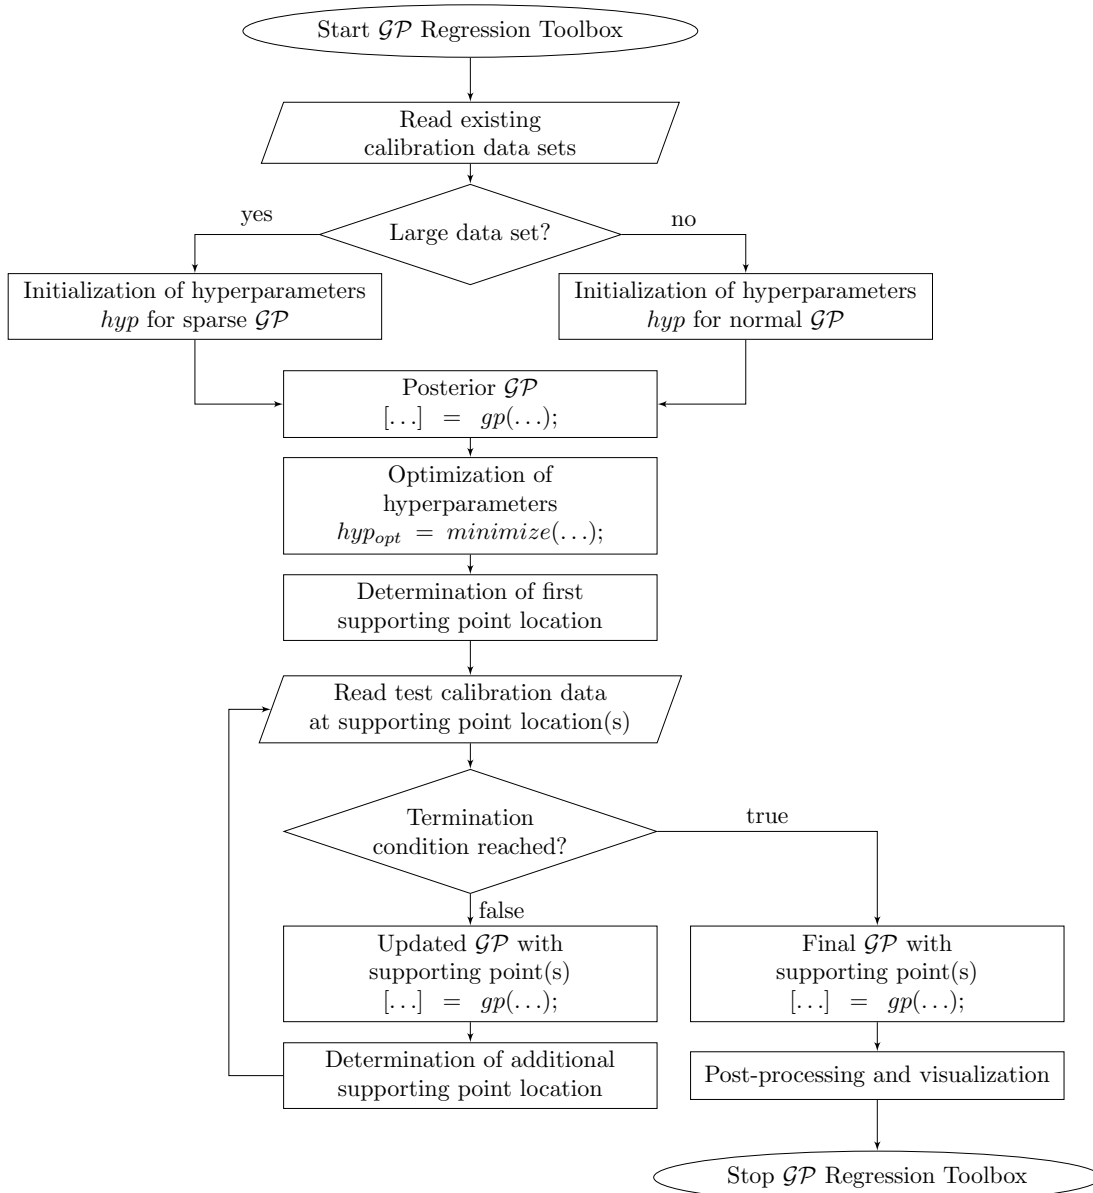 Start 𝒢𝒫 Regression Toolbox
Read existing
calibration data sets
Large data set?
yes
no
Initialization of hyperparameters
hyp for sparse 𝒢𝒫
Initialization of hyperparameters
hyp for normal 𝒢𝒫
Posterior 𝒢𝒫
[...] = gp(...);
Optimization of
hyperparameters
hyp_opt = minimize(...);
Determination of first
supporting point location
Read test calibration data
at supporting point location(s)
Termination
condition reached?
true
false
Updated 𝒢𝒫 with
supporting point(s)
[...] = gp(...);
Final 𝒢𝒫 with
supporting point(s)
[...] = gp(...);
Determination of additional
supporting point location
Post-processing and visualization
Stop 𝒢𝒫 Regression Toolbox